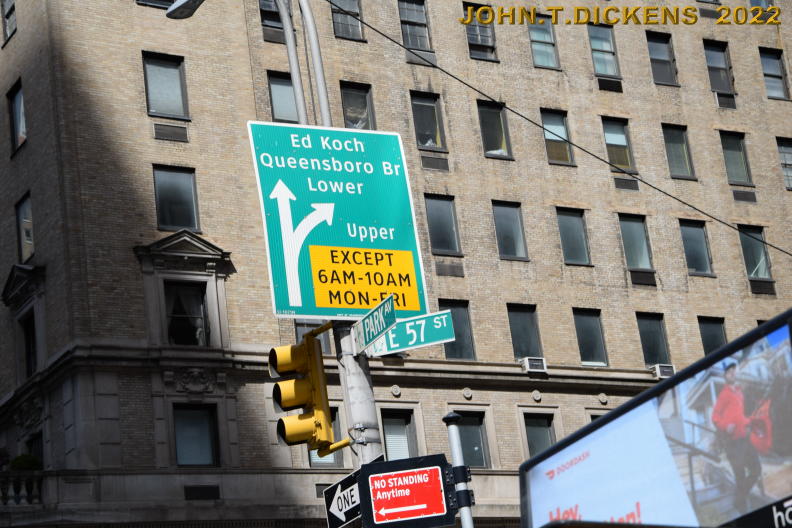 JOHN.T.DICKENS 2022
Ed Koch
Queensboro Br
Lower
Upper
EXCEPT
6AM-10AM
MON-FRI
PARK AV
E 57 ST
ONE
NO STANDING
Anytime
DOORDASH
Hey,